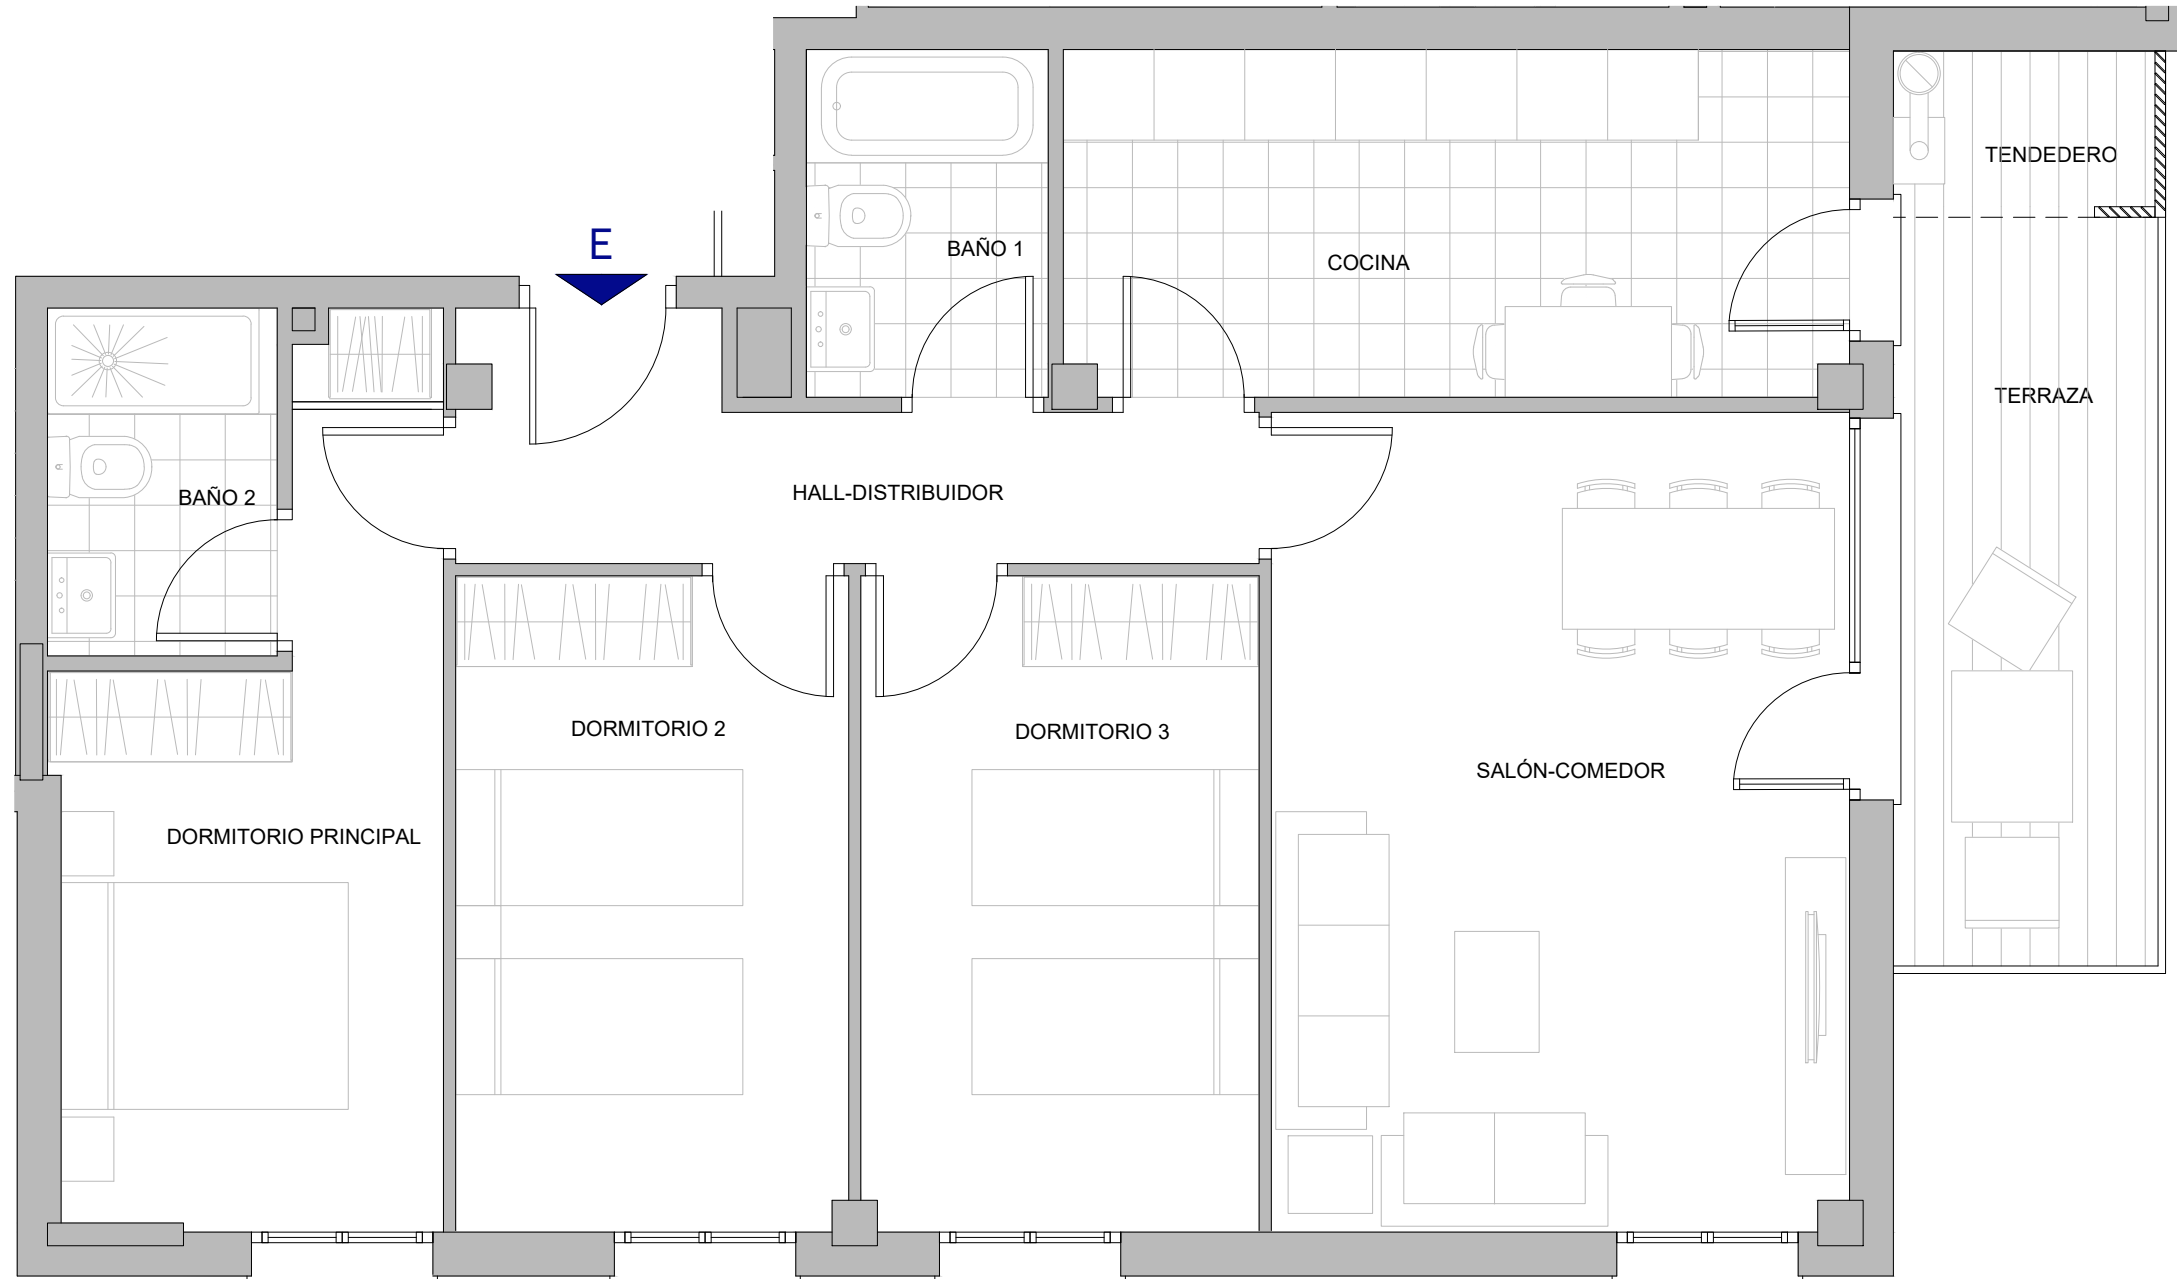 TENDEDERO
E
BAÑO 1
COCINA
TERRAZA
HALL-DISTRIBUIDOR
BAÑO 2
DORMITORIO 2
DORMITORIO 3
SALÓN-COMEDOR
DORMITORIO PRINCIPAL